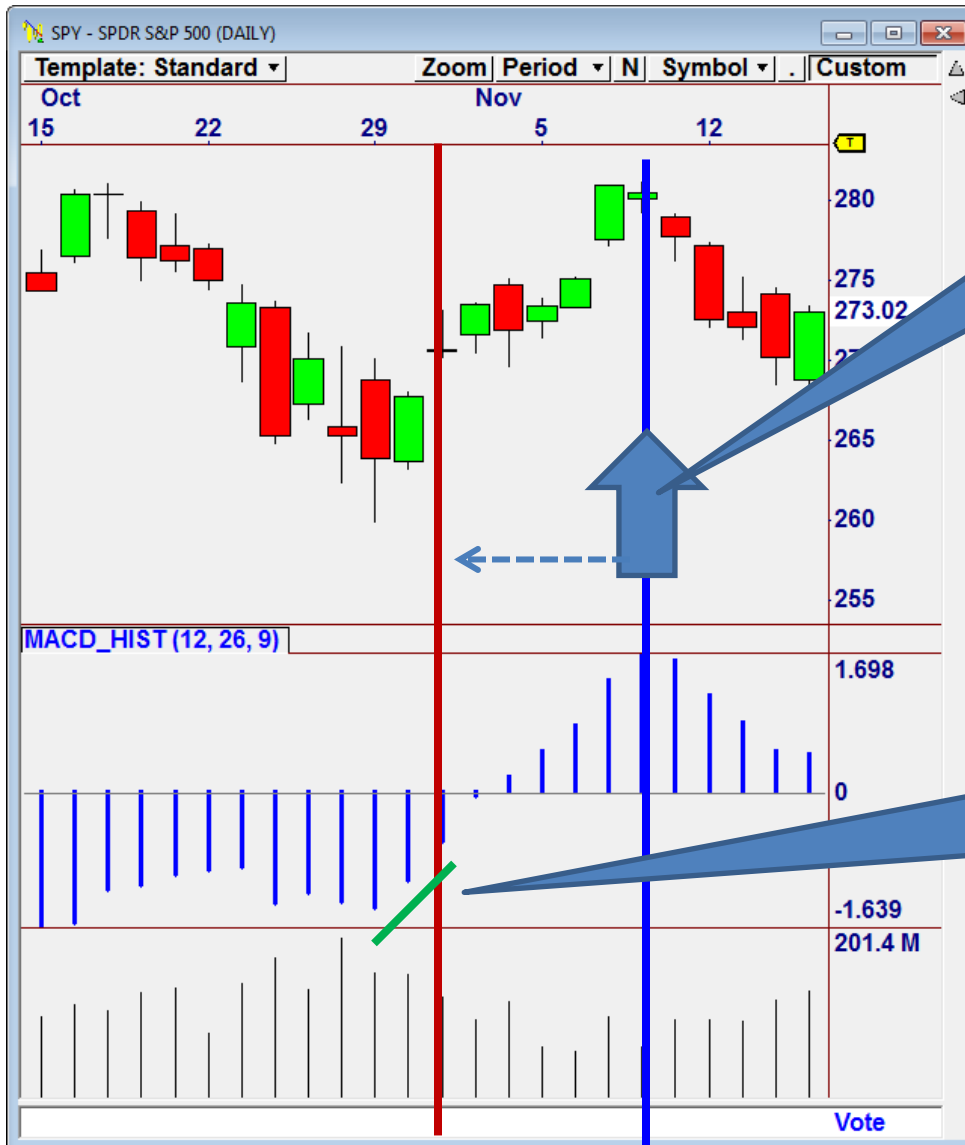 SPY - SPDR S&P 500 (DAILY)
Template: Standard Zoom Period N Symbol . Custom
Oct Nov
15 22 29 5 12
T
280
275
273.02
265
260
255
MACD_HIST (12, 26, 9)
1.698
0
-1.639
201.4 M
Vote